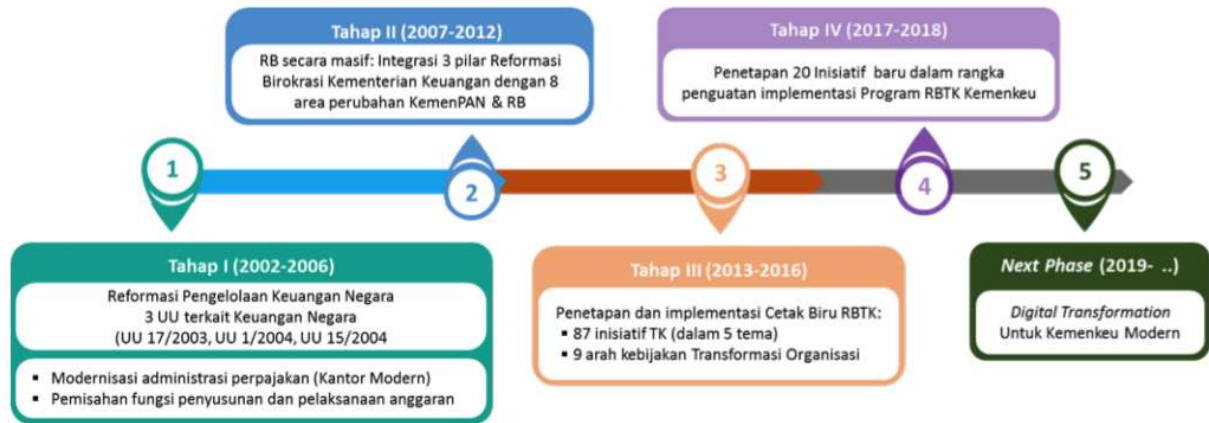 1
Tahap I (2002-2006)
Reformasi Pengelolaan Keuangan Negara
3 UU terkait Keuangan Negara
(UU 17/2003, UU 1/2004, UU 15/2004
▪ Modernisasi administrasi perpajakan (Kantor Modern)
▪ Pemisahan fungsi penyusunan dan pelaksanaan anggaran
Tahap II (2007-2012)
RB secara masif: Integrasi 3 pilar Reformasi
Birokrasi Kementerian Keuangan dengan 8
area perubahan KemenPAN & RB
2
3
Tahap III (2013-2016)
Penetapan dan implementasi Cetak Biru RBTK:
▪ 87 inisiatif TK (dalam 5 tema)
▪ 9 arah kebijakan Transformasi Organisasi
Tahap IV (2017-2018)
Penetapan 20 Inisiatif baru dalam rangka
penguatan implementasi Program RBTK Kemenkeu
4
5
Next Phase (2019- ..)
Digital Transformation
Untuk Kemenkeu Modern